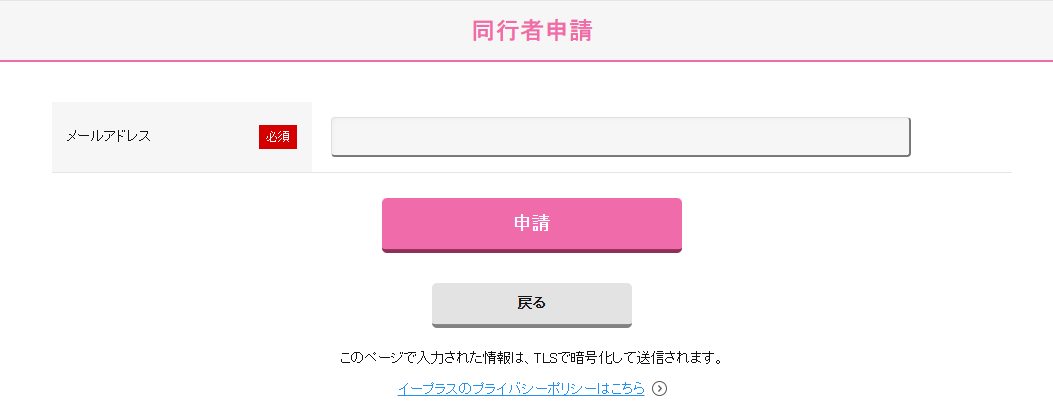 同行者申請
メールアドレス 必須
申請
戻る
このページで入力された情報は、TLSで暗号化して送信されます。
イープラスのプライバシーポリシーはこちら